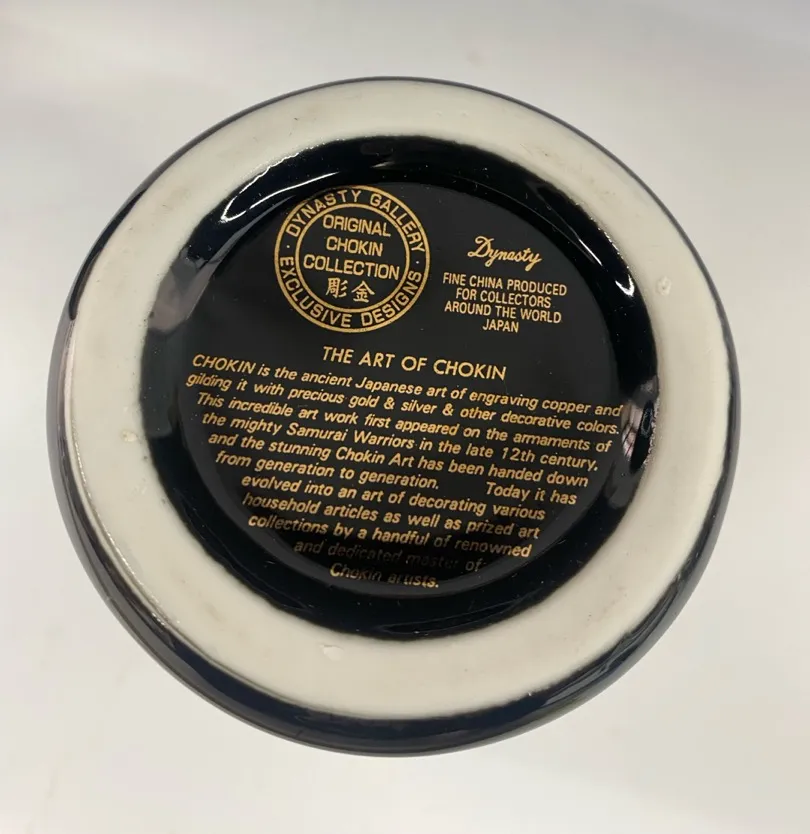 DYNASTY GALLERY
ORIGINAL
CHOKIN
COLLECTION
彫金
EXCLUSIVE DESIGNS
Dynasty
FINE CHINA PRODUCED
FOR COLLECTORS
AROUND THE WORLD
JAPAN
THE ART OF CHOKIN
CHOKIN is the ancient Japanese art of engraving copper and
gilding it with precious gold & silver & other decorative colors.
This incredible art work first appeared on the armaments of
the mighty Samurai Warriors in the late 12th century,
and the stunning Chokin Art has been handed down
from generation to generation. Today it has
evolved into an art of decorating various
household articles as well as prized art
collections by a handful of renowned
and dedicated master of
Chokin artists.